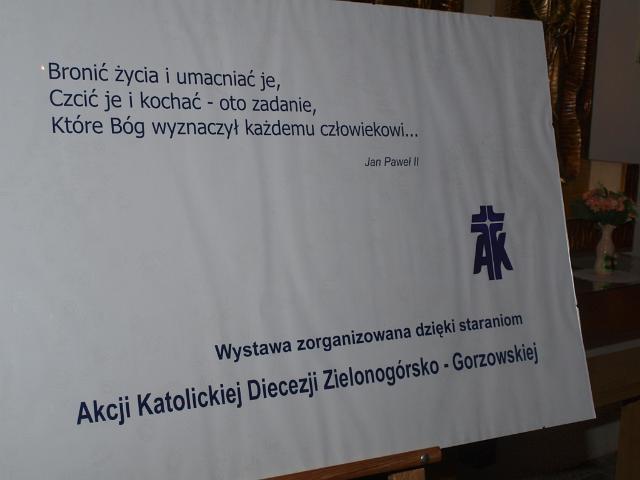 Bronić życia i umacniać je,
Czcić je i kochać - oto zadanie,
Które Bóg wyznaczył każdemu człowiekowi...
Jan Paweł II
AK
Wystawa zorganizowana dzięki staraniom
Akcji Katolickiej Diecezji Zielonogórsko - Gorzowskiej